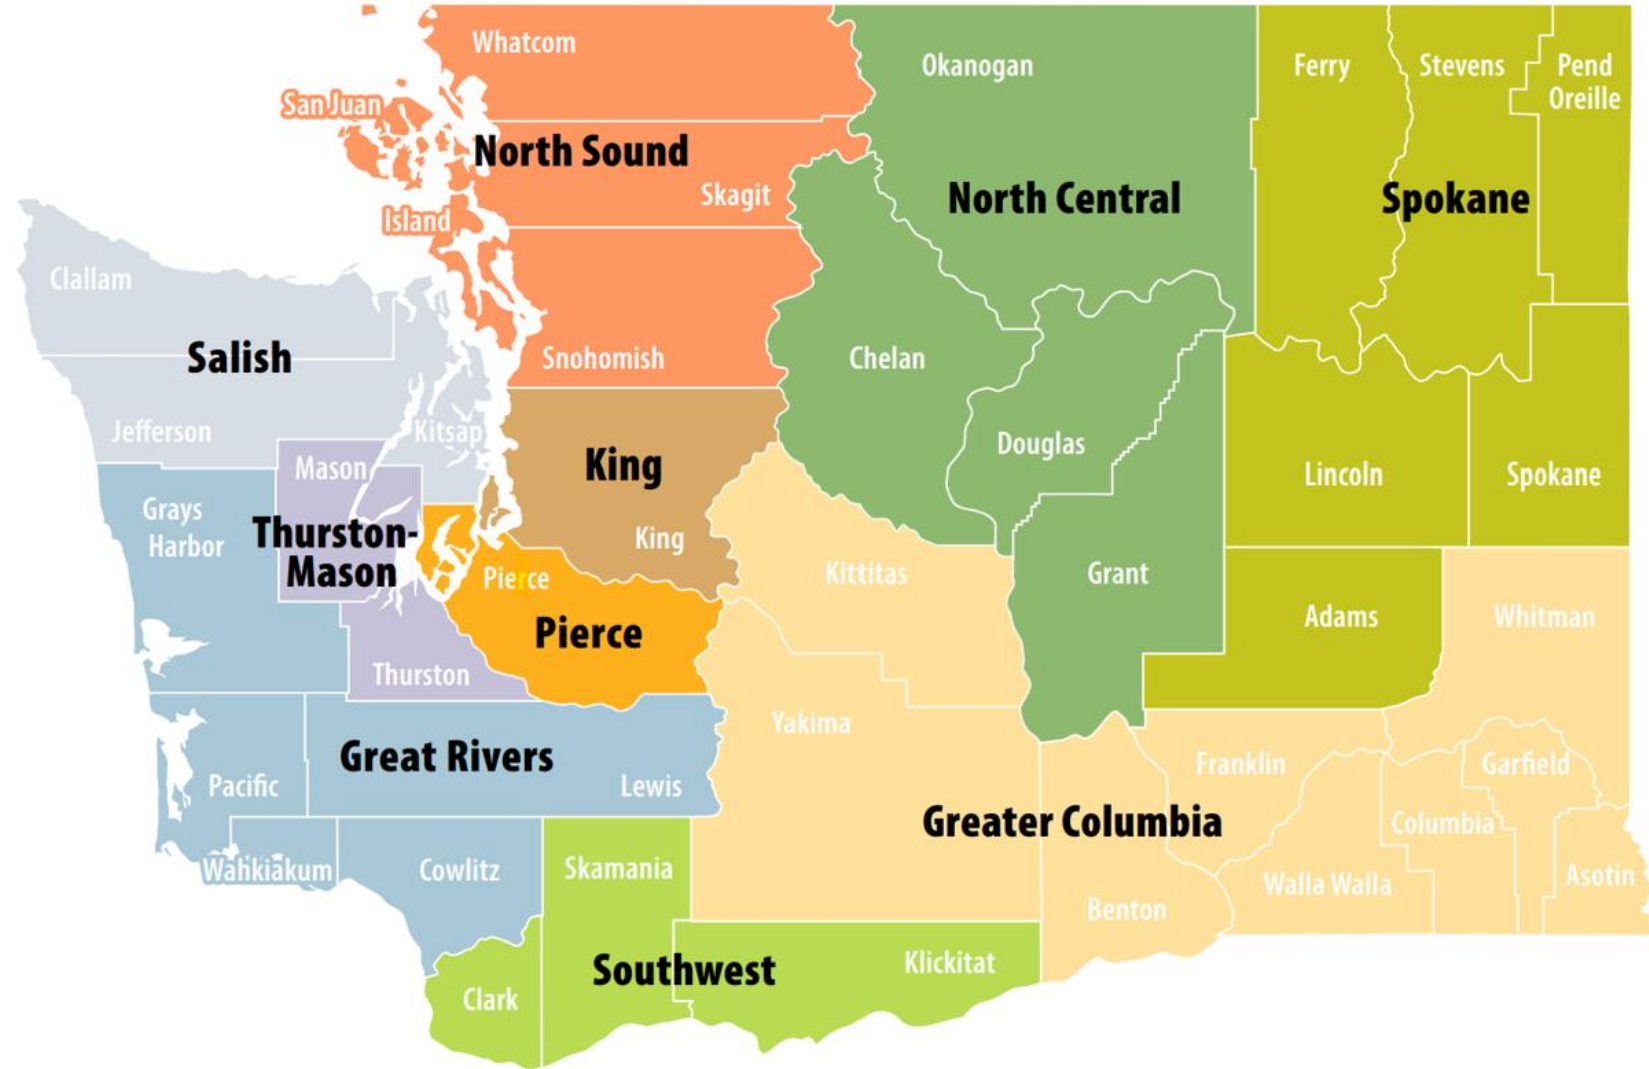 Whatcom
Okanogan
Ferry
Stevens
Pend
Oreille
San Juan
North Sound
Skagit
Island
North Central
Spokane
Clallam
Salish
Snohomish
Chelan
Jefferson
Kitsap
Douglas
Mason
King
Lincoln
Spokane
Grays
Harbor
Thurston-
Mason
King
Pierce
Kittitas
Grant
Adams
Whitman
Pierce
Thurston
Yakima
Great Rivers
Pacific
Lewis
Franklin
Garfield
Greater Columbia
Columbia
Wahkiakum
Cowlitz
Skamania
Walla Walla
Asotin
Benton
Southwest
Klickitat
Clark